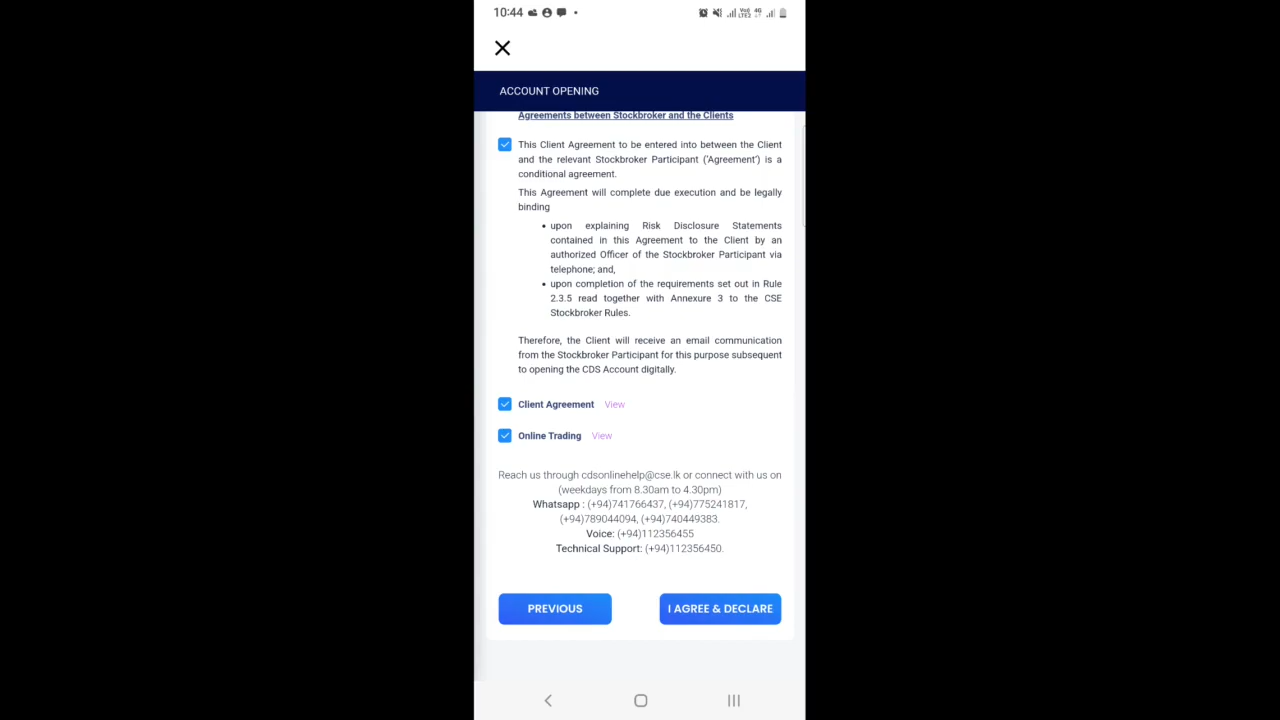 10:44
VoD LTE2 4G
ACCOUNT OPENING
Agreements between Stockbroker and the Clients
This Client Agreement to be entered into between the Client
and the relevant Stockbroker Participant ('Agreement') is a
conditional agreement.
This Agreement will complete due execution and be legally
binding
• upon explaining Risk Disclosure Statements
contained in this Agreement to the Client by an
authorized Officer of the Stockbroker Participant via
telephone; and,
• upon completion of the requirements set out in Rule
2.3.5 read together with Annexure 3 to the CSE
Stockbroker Rules.
Therefore, the Client will receive an email communication
from the Stockbroker Participant for this purpose subsequent
to opening the CDS Account digitally.
Client Agreement View
Online Trading View
Reach us through cdsonlinehelp@cse.lk or connect with us on
(weekdays from 8.30am to 4.30pm)
Whatsapp : (+94)741766437, (+94)775241817,
(+94)789044094, (+94)740449383.
Voice: (+94)112356455
Technical Support: (+94)112356450.
PREVIOUS I AGREE & DECLARE